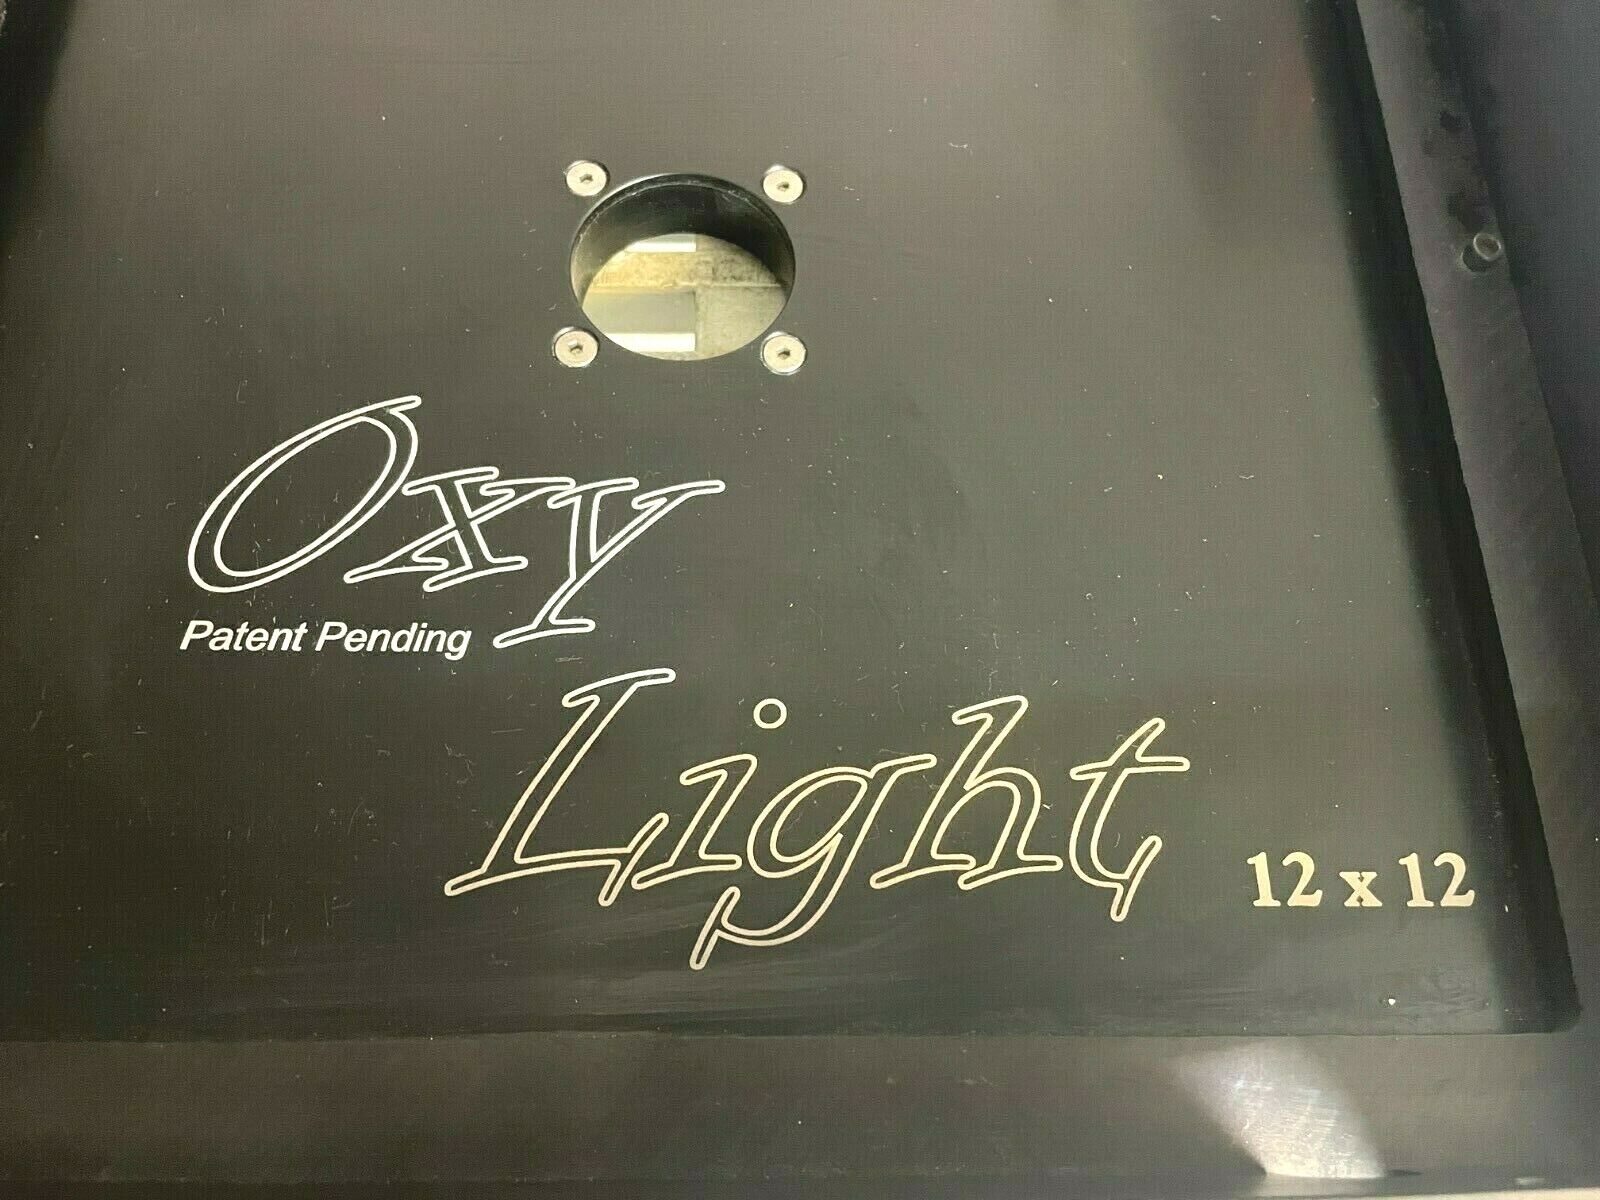 Oxy
Patent Pending
Light 12 x 12